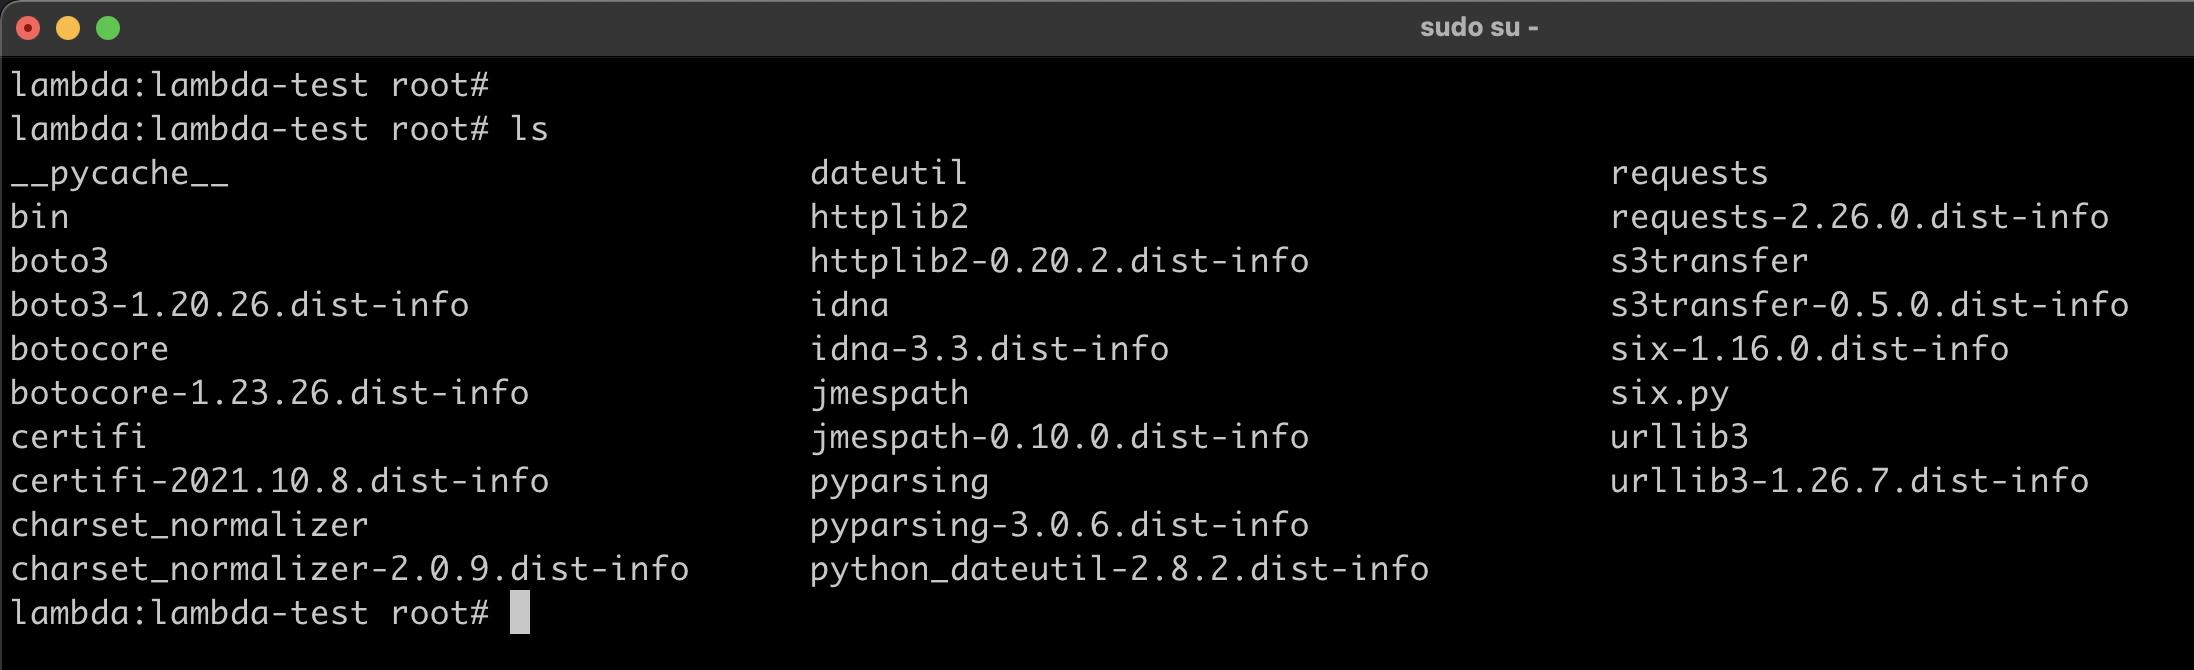 sudo su -
lambda:lambda-test root#
lambda:lambda-test root# ls
__pycache__ dateutil requests
bin httplib2 requests-2.26.0.dist-info
boto3 httplib2-0.20.2.dist-info s3transfer
boto3-1.20.26.dist-info idna s3transfer-0.5.0.dist-info
botocore idna-3.3.dist-info six-1.16.0.dist-info
botocore-1.23.26.dist-info jmespath six.py
certifi jmespath-0.10.0.dist-info urllib3
certifi-2021.10.8.dist-info pyparsing urllib3-1.26.7.dist-info
charset_normalizer pyparsing-3.0.6.dist-info
charset_normalizer-2.0.9.dist-info python_dateutil-2.8.2.dist-info
lambda:lambda-test root#